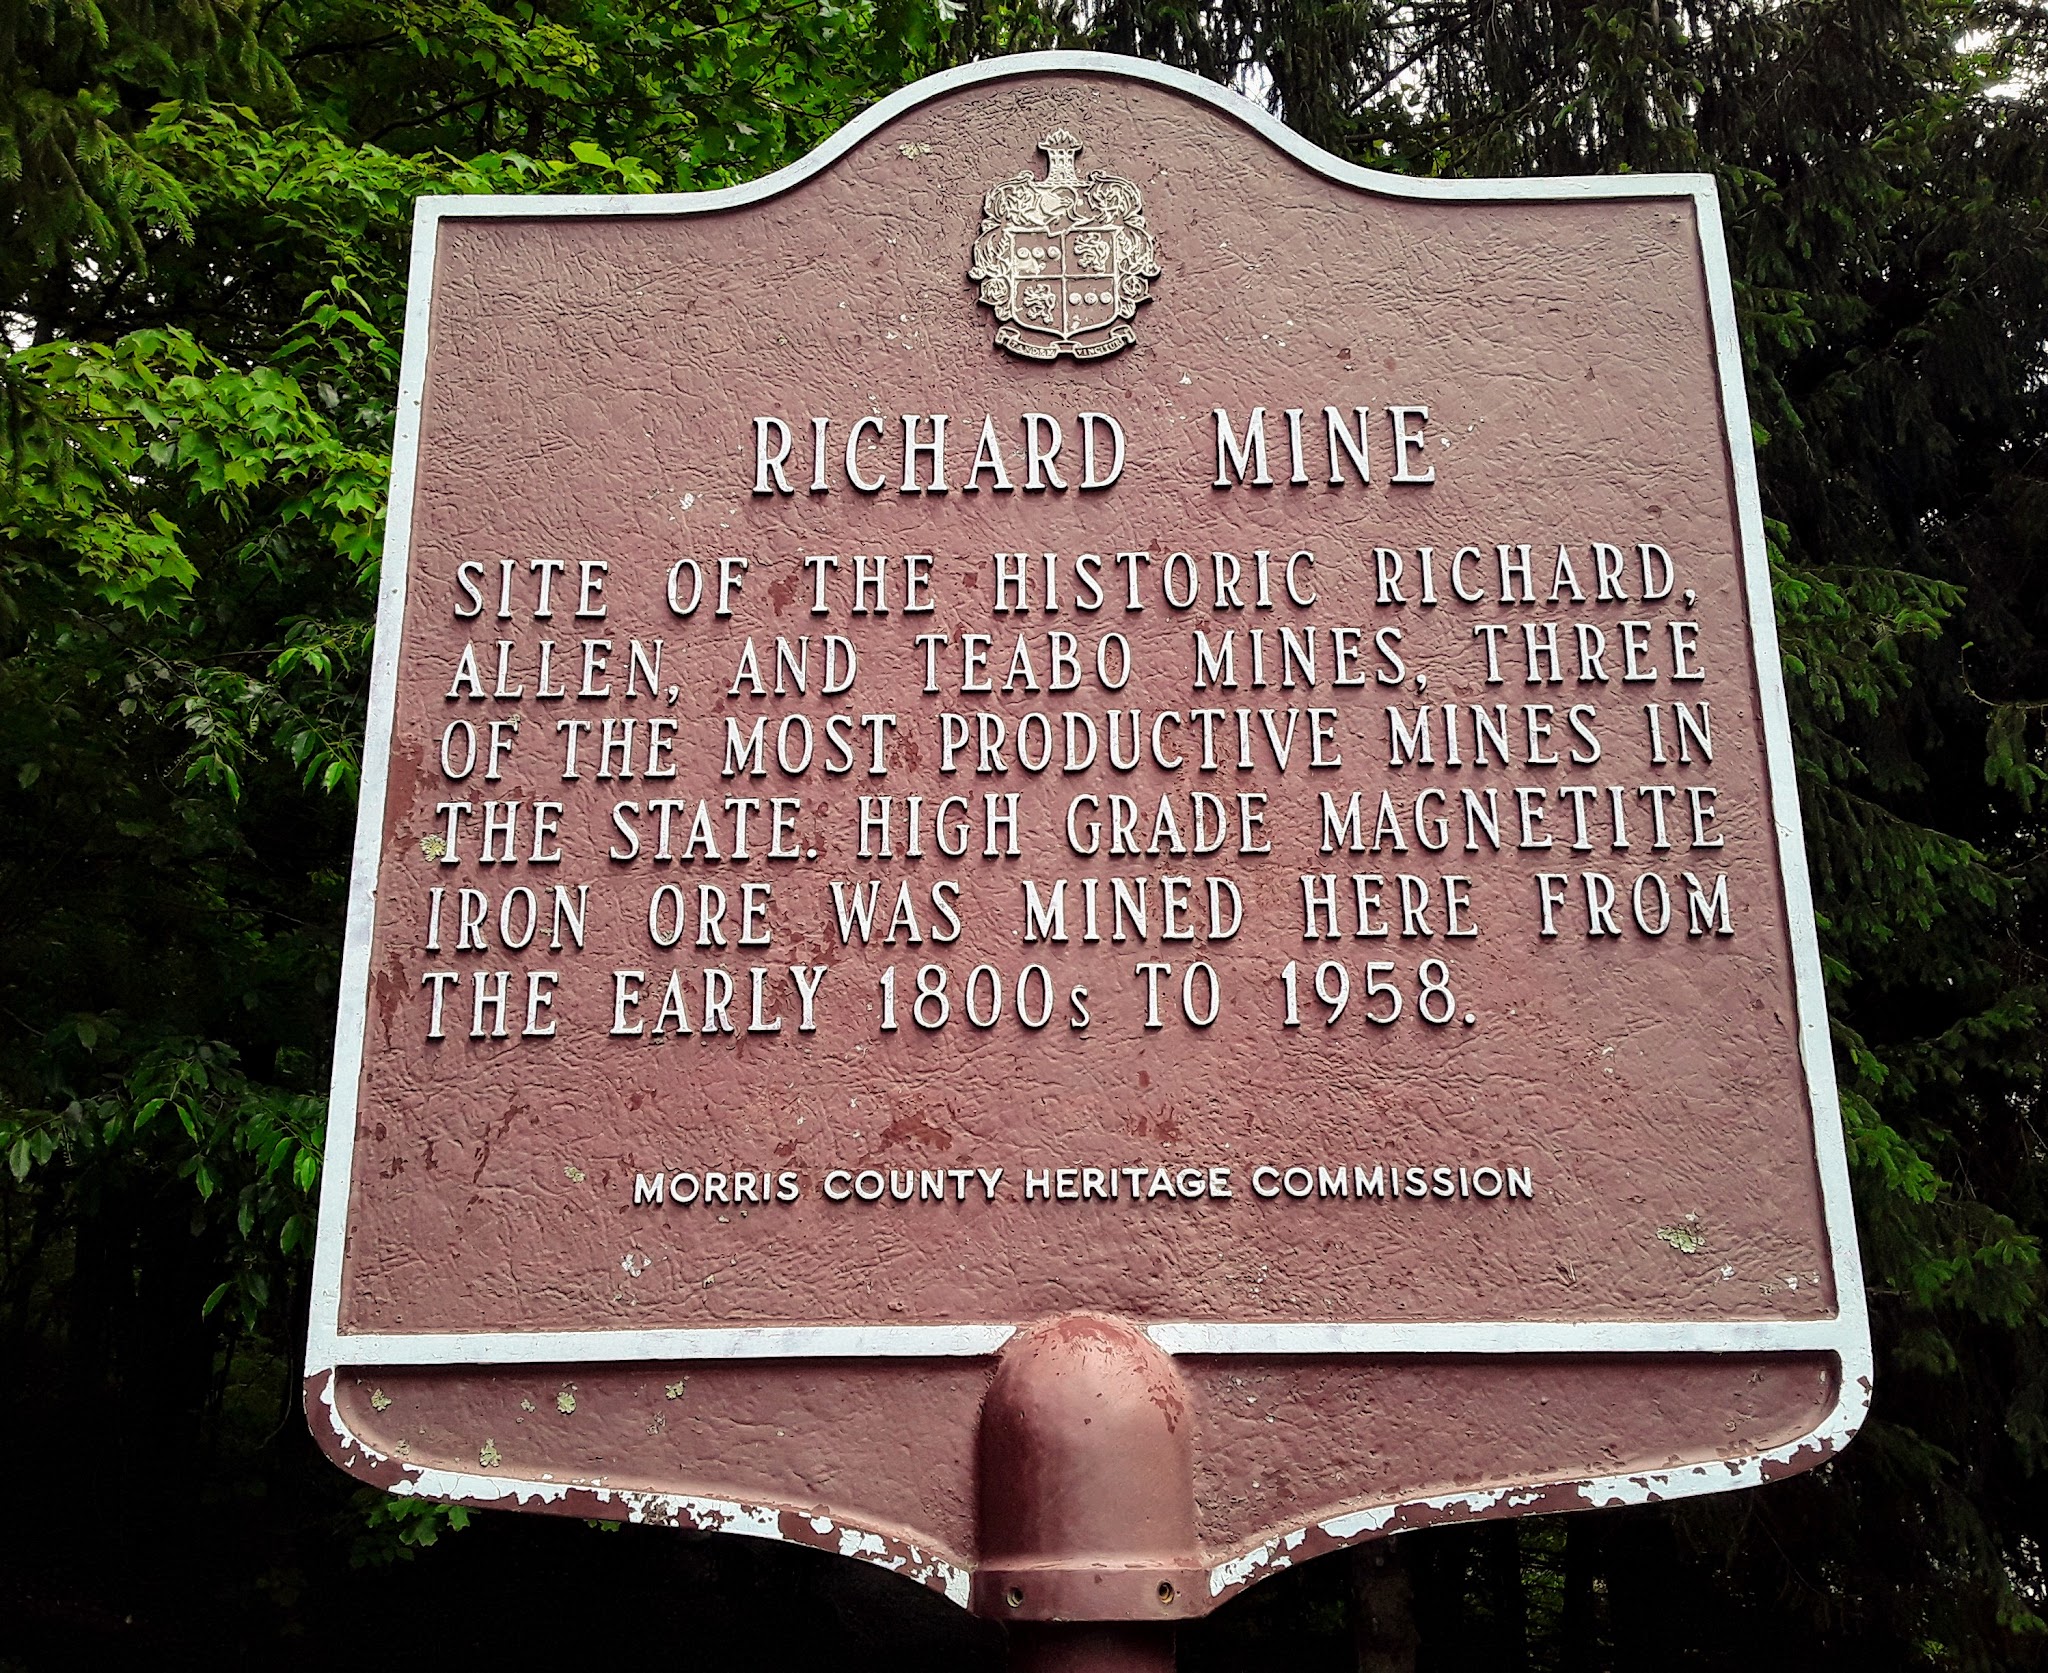 TANDEM VINCITUR
RICHARD MINE
SITE OF THE HISTORIC RICHARD,
ALLEN, AND TEABO MINES, THREE
OF THE MOST PRODUCTIVE MINES IN
THE STATE. HIGH GRADE MAGNETITE
IRON ORE WAS MINED HERE FROM
THE EARLY 1800s TO 1958.
MORRIS COUNTY HERITAGE COMMISSION